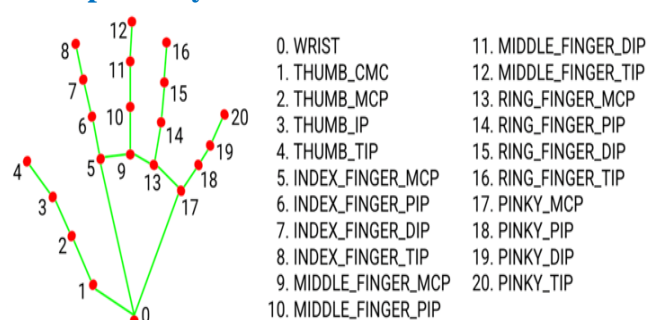 12
8
16
11
7
15
10
6
14
20
19
5
9
13
18
4
17
3
2
1
0
0. WRIST
1. THUMB_CMC
2. THUMB_MCP
3. THUMB_IP
4. THUMB_TIP
5. INDEX_FINGER_MCP
6. INDEX_FINGER_PIP
7. INDEX_FINGER_DIP
8. INDEX_FINGER_TIP
9. MIDDLE_FINGER_MCP
10. MIDDLE_FINGER_PIP
11. MIDDLE_FINGER_DIP
12. MIDDLE_FINGER_TIP
13. RING_FINGER_MCP
14. RING_FINGER_PIP
15. RING_FINGER_DIP
16. RING_FINGER_TIP
17. PINKY_MCP
18. PINKY_PIP
19. PINKY_DIP
20. PINKY_TIP